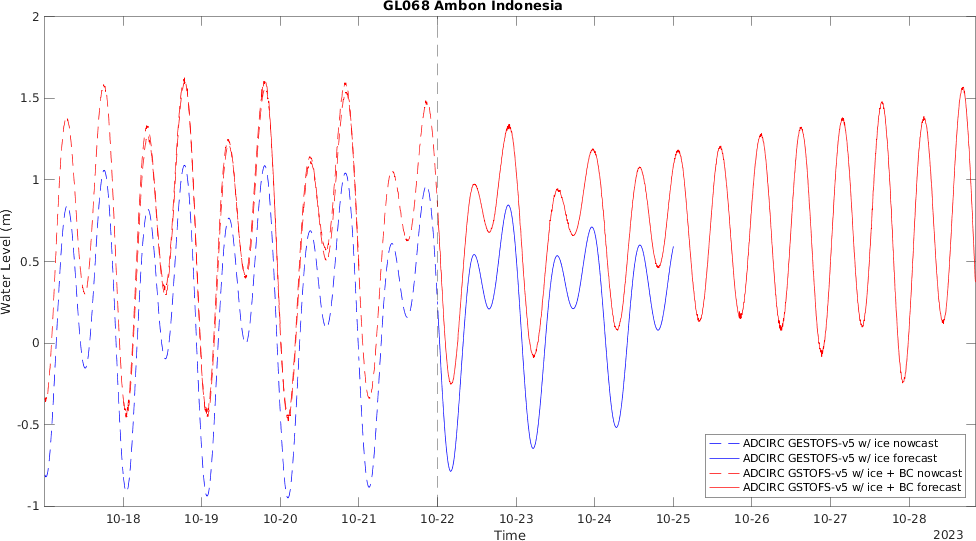 GL068 Ambon Indonesia
2
1.5
1
0.5
0
-0.5
-1
Water Level (m)
10-18 10-19 10-20 10-21 10-22 10-23 10-24 10-25 10-26 10-27 10-28
Time
2023
ADCIRC GESTOFS-v5 w/ ice nowcast
ADCIRC GESTOFS-v5 w/ ice forecast
ADCIRC GSTOFS-v5 w/ ice + BC nowcast
ADCIRC GSTOFS-v5 w/ ice + BC forecast